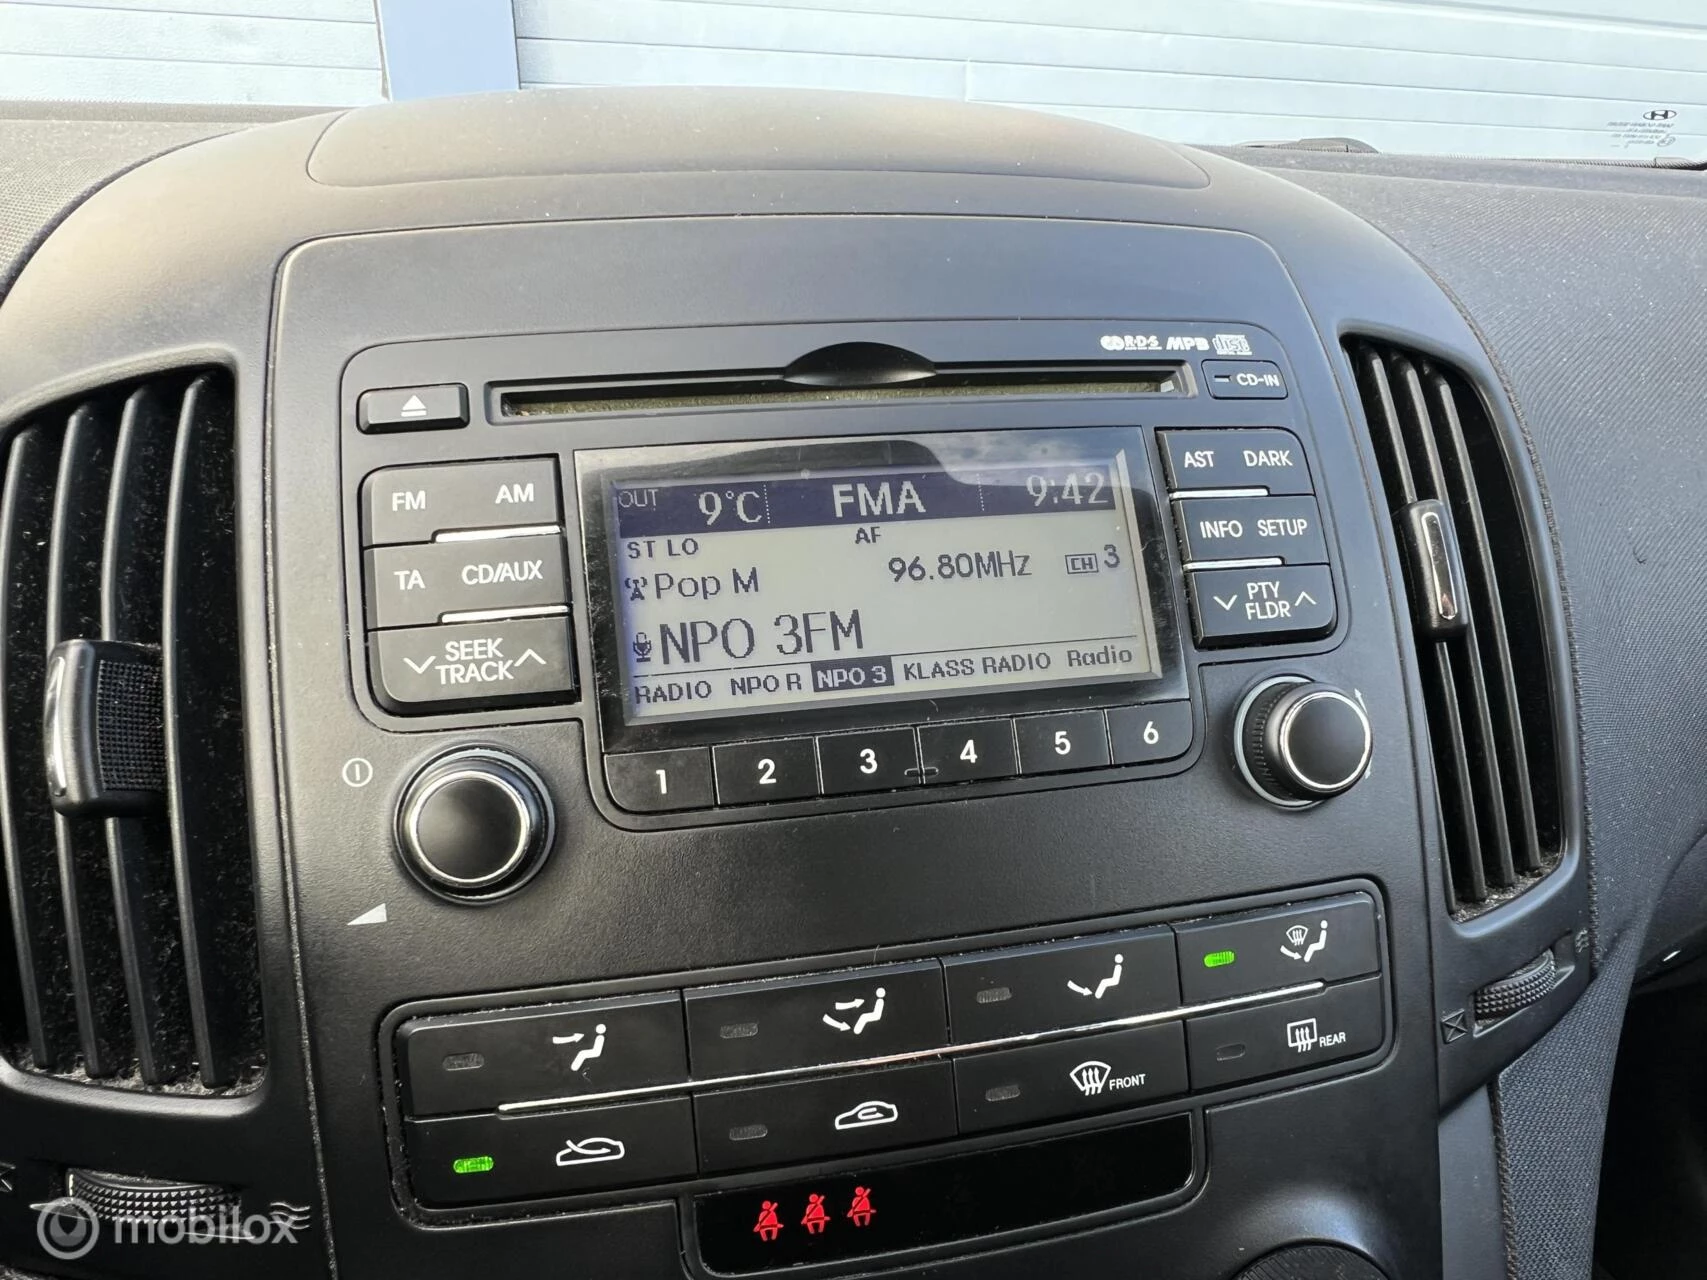 R·D·S MP3 disc
CD-IN
FM AM
TA CD/AUX
SEEK
TRACK
OUT 9°C FMA 9:42
ST LO AF
Pop M 96.80MHz CH 3
NPO 3FM
RADIO NPO R NPO 3 KLASS RADIO Radio
AST DARK
INFO SETUP
PTY
FLDR
1 2 3 4 5 6
REAR
FRONT
mobilox